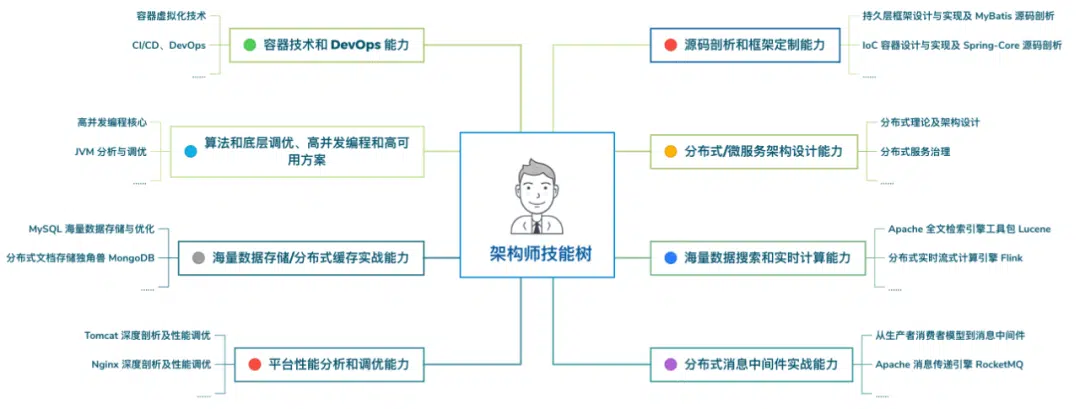 容器虚拟化技术
CI/CD、DevOps
......
容器技术和 DevOps 能力
高并发编程核心
JVM 分析与调优
......
算法和底层调优、高并发编程和高可
用方案
MySQL 海量数据存储与优化
分布式文档存储独角兽 MongoDB
......
海量数据存储/分布式缓存实战能力
Tomcat 深度剖析及性能调优
Nginx 深度剖析及性能调优
......
平台性能分析和调优能力
架构师技能树
源码剖析和框架定制能力
持久层框架设计与实现及 MyBatis 源码剖析
IoC 容器设计与实现及 Spring-Core 源码剖析
......
分布式/微服务架构设计能力
分布式理论及架构设计
分布式服务治理
......
海量数据搜索和实时计算能力
Apache 全文检索引擎工具包 Lucene
分布式实时流式计算引擎 Flink
......
分布式消息中间件实战能力
从生产者消费者模型到消息中间件
Apache 消息传递引擎 RocketMQ
......